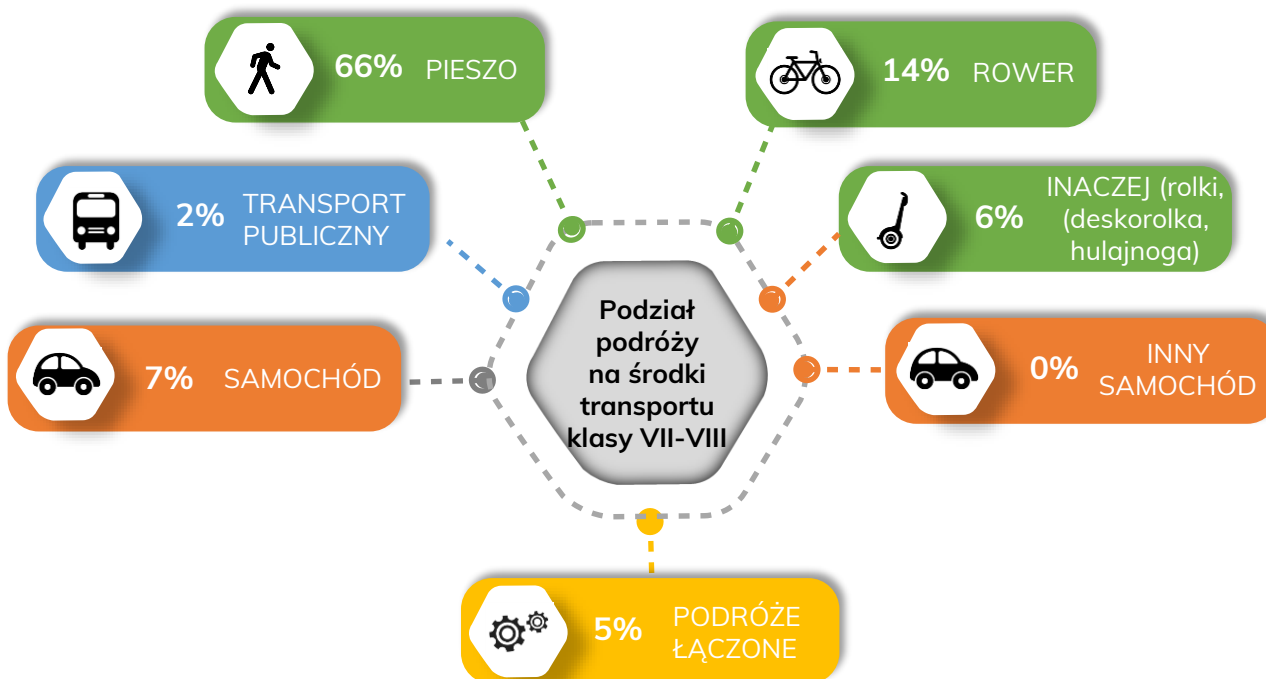 66% PIESZO
14% ROWER
2% TRANSPORT
PUBLICZNY
6% INACZEJ (rolki,
(deskorolka,
hulajnoga)
7% SAMOCHÓD
Podział
podróży
na środki
transportu
klasy VII-VIII
0% INNY
SAMOCHÓD
5% PODRÓŻE
ŁĄCZONE